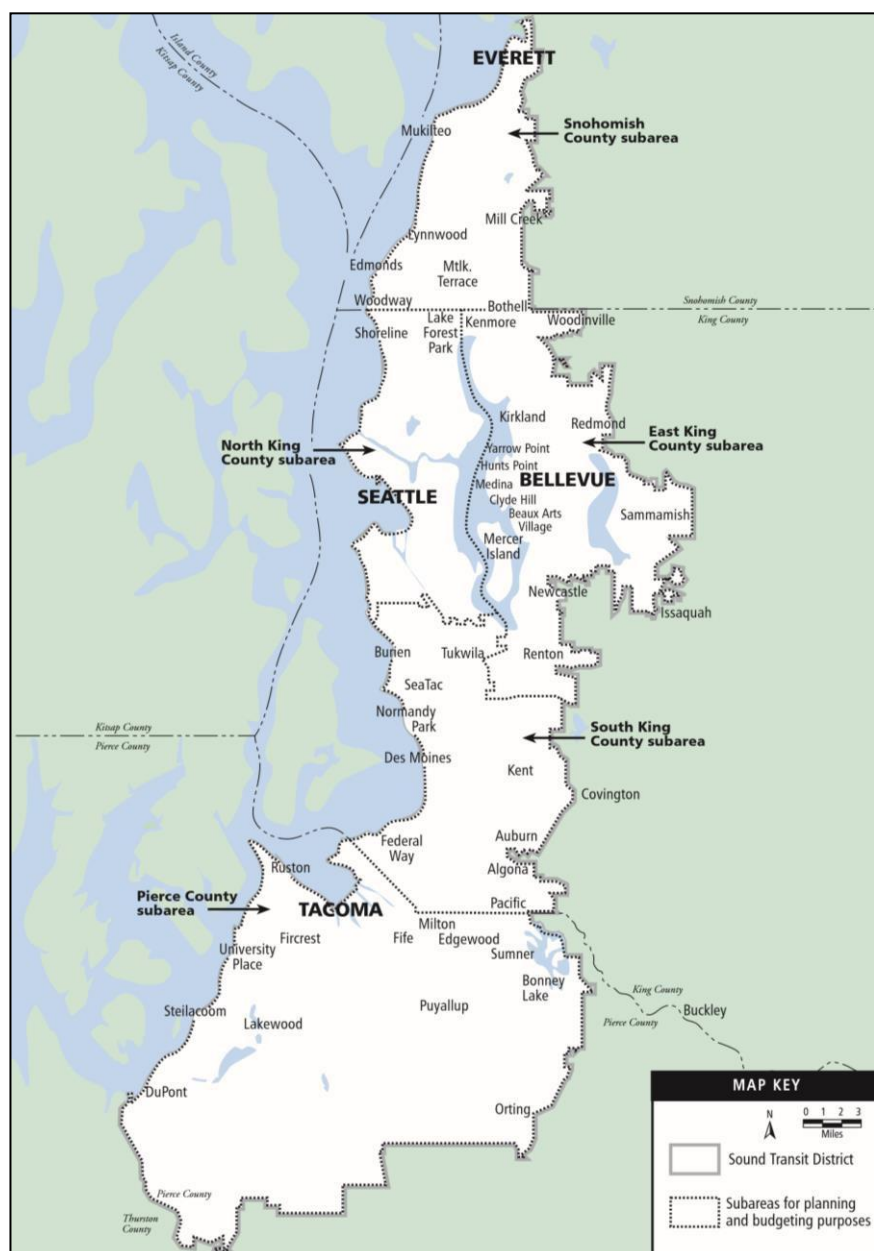 Island County
Kitsap County
EVERETT
Mukilteo
Snohomish
County subarea
Mill Creek
Lynnwood
Edmonds
Mtlk.
Terrace
Woodway
Bothell
Snohomish County
King County
Shoreline
Lake
Forest
Park
Kenmore
Woodinville
Kirkland
Redmond
North King
County subarea
East King
County subarea
Yarrow Point
Hunts Point
Medina
BELLEVUE
SEATTLE
Clyde Hill
Beaux Arts
Village
Sammamish
Mercer
Island
Newcastle
Issaquah
Burien
Tukwila
Renton
SeaTac
Normandy
Park
Kitsap County
Pierce County
South King
County subarea
Des Moines
Kent
Covington
Auburn
Federal
Way
Algona
Ruston
Pacific
Pierce County
subarea
TACOMA
Milton
Fircrest
Fife
Edgewood
University
Place
Sumner
Bonney
Lake
King County
Pierce County
Buckley
Puyallup
Steilacoom
Lakewood
DuPont
Orting
Pierce County
Thurston
County
MAP KEY
N
0 1 2 3
Miles
Sound Transit District
Subareas for planning
and budgeting purposes